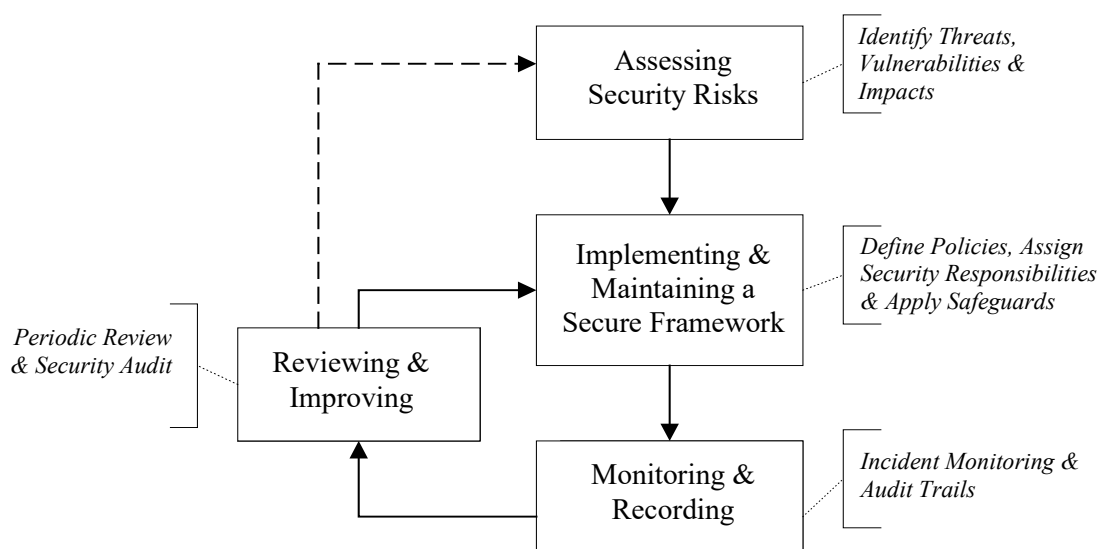 Assessing
Security Risks
Identify Threats,
Vulnerabilities &
Impacts
Implementing &
Maintaining a
Secure Framework
Define Policies, Assign
Security Responsibilities
& Apply Safeguards
Periodic Review
& Security Audit
Reviewing &
Improving
Monitoring &
Recording
Incident Monitoring &
Audit Trails